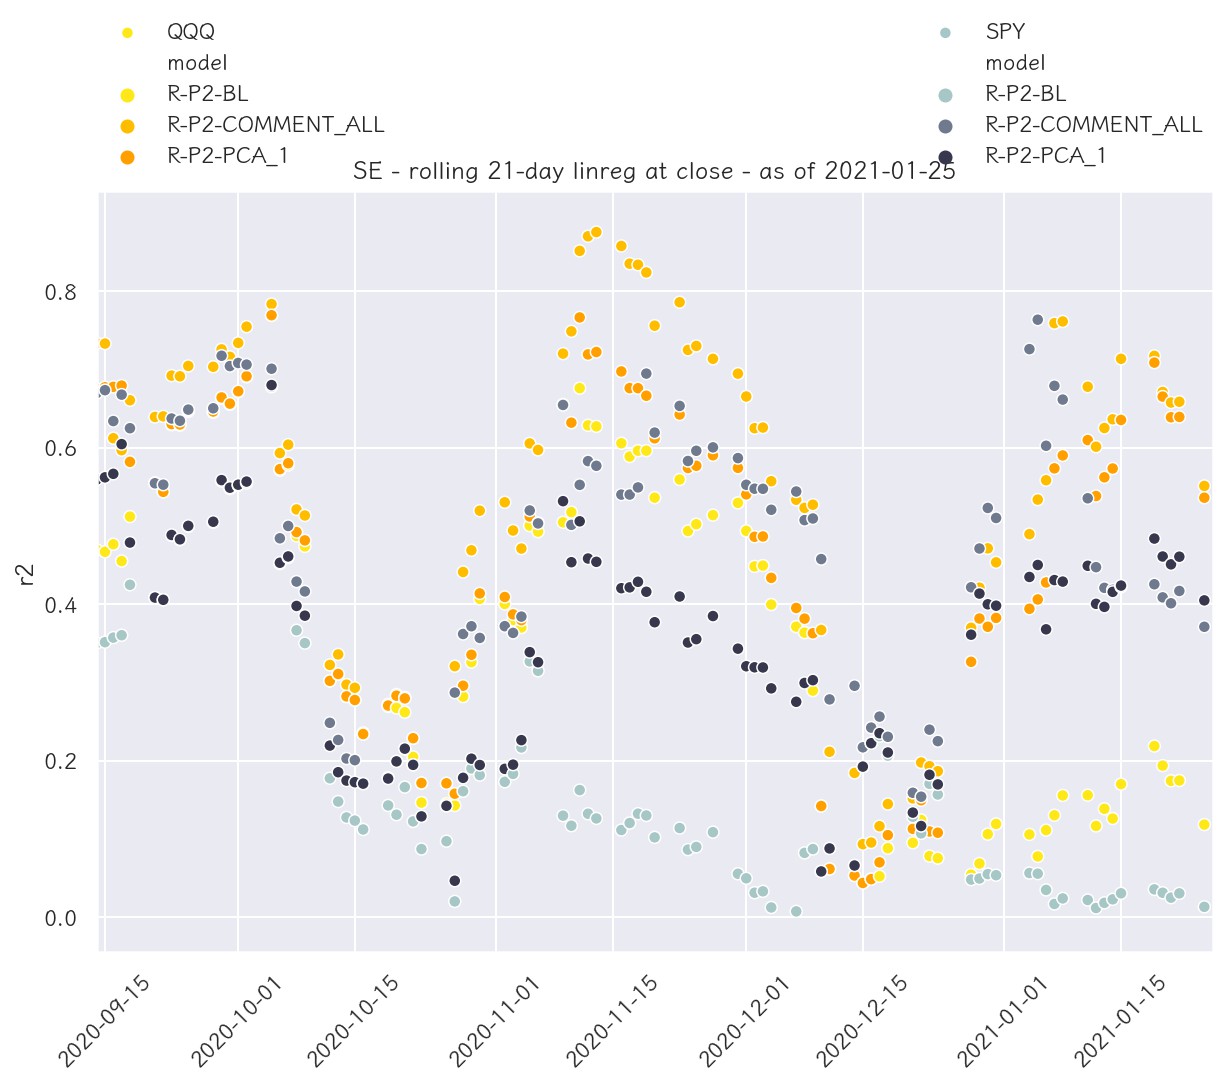 QQQ
model
R-P2-BL
R-P2-COMMENT_ALL
R-P2-PCA_1
SPY
model
R-P2-BL
R-P2-COMMENT_ALL
R-P2-PCA_1
SE - rolling 21-day linreg at close - as of 2021-01-25
r2
0.8
0.6
0.4
0.2
0.0
2020-09-15
2020-10-01
2020-10-15
2020-11-01
2020-11-15
2020-12-01
2020-12-15
2021-01-01
2021-01-15